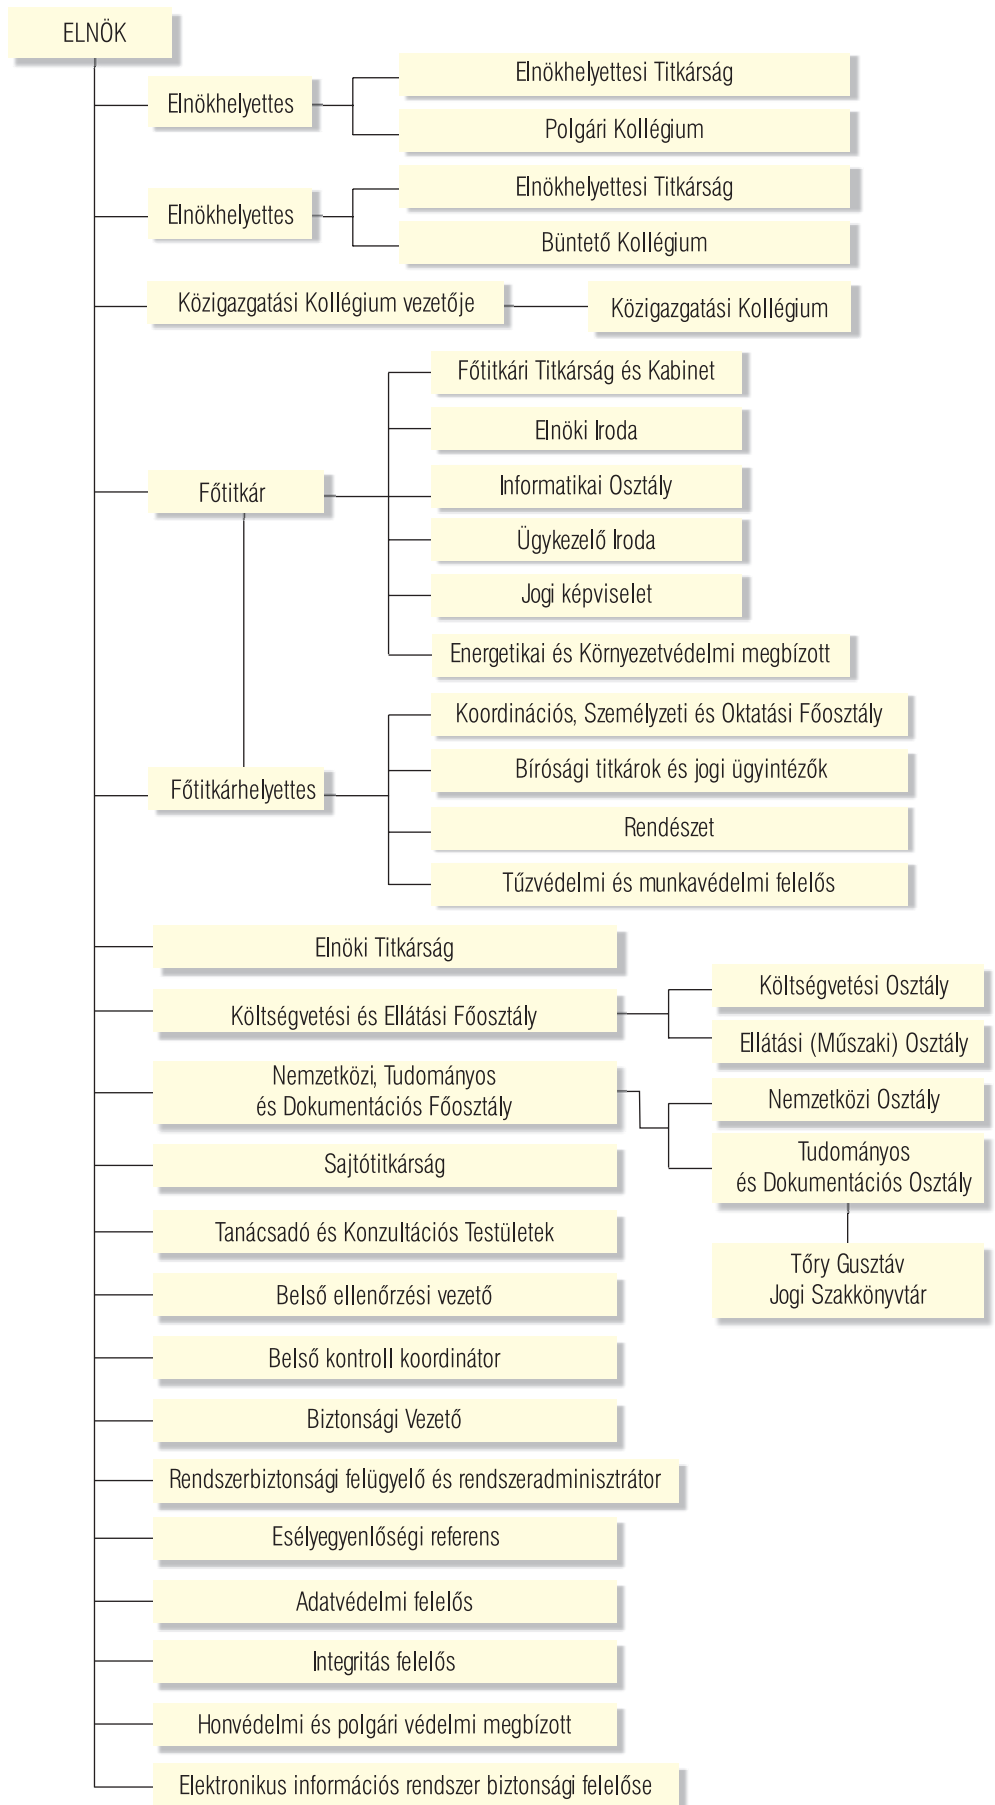 ELNÖK
Elnökhelyettes
Elnökhelyettesi Titkárság
Polgári Kollégium
Elnökhelyettes
Elnökhelyettesi Titkárság
Büntető Kollégium
Közigazgatási Kollégium vezetője
Közigazgatási Kollégium
Főtitkár
Főtitkári Titkárság és Kabinet
Elnöki Iroda
Informatikai Osztály
Ügykezelő Iroda
Jogi képviselet
Energetikai és Környezetvédelmi megbízott
Főtitkárhelyettes
Koordinációs, Személyzeti és Oktatási Főosztály
Bírósági titkárok és jogi ügyintézők
Rendészet
Tűzvédelmi és munkavédelmi felelős
Elnöki Titkárság
Költségvetési és Ellátási Főosztály
Költségvetési Osztály
Ellátási (Műszaki) Osztály
Nemzetközi, Tudományos
és Dokumentációs Főosztály
Nemzetközi Osztály
Tudományos
és Dokumentációs Osztály
Tőry Gusztáv
Jogi Szakkönyvtár
Sajtótitkárság
Tanácsadó és Konzultációs Testületek
Belső ellenőrzési vezető
Belső kontroll koordinátor
Biztonsági Vezető
Rendszerbiztonsági felügyelő és rendszeradminisztrátor
Esélyegyenlőségi referens
Adatvédelmi felelős
Integritás felelős
Honvédelmi és polgári védelmi megbízott
Elektronikus információs rendszer biztonsági felelőse